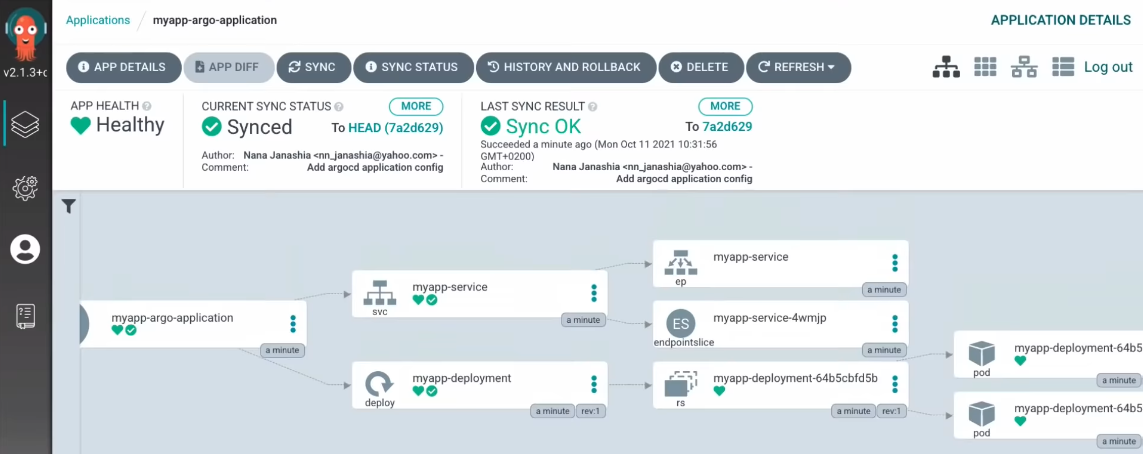 Applications / myapp-argo-application
APPLICATION DETAILS
v2.1.3+c
APP DETAILS
APP DIFF
SYNC
SYNC STATUS
HISTORY AND ROLLBACK
DELETE
REFRESH
Log out
APP HEALTH
Healthy
CURRENT SYNC STATUS
MORE
Synced
To HEAD (7a2d629)
Author: Nana Janashia <nn_janashia@yahoo.com> -
Comment: Add argocd application config
LAST SYNC RESULT
MORE
Sync OK
To 7a2d629
Succeeded a minute ago (Mon Oct 11 2021 10:31:56
GMT+0200)
Author: Nana Janashia <nn_janashia@yahoo.com> -
Comment: Add argocd application config
myapp-argo-application
a minute
myapp-service
svc
a minute
myapp-deployment
deploy
a minute
rev:1
myapp-service
ep
a minute
ES
myapp-service-4wmjp
endpointslice
a minute
myapp-deployment-64b5cbfd5b
rs
a minute
rev:1
myapp-deployment-64b5
pod
a minute
myapp-deployment-64b5
pod
a minute